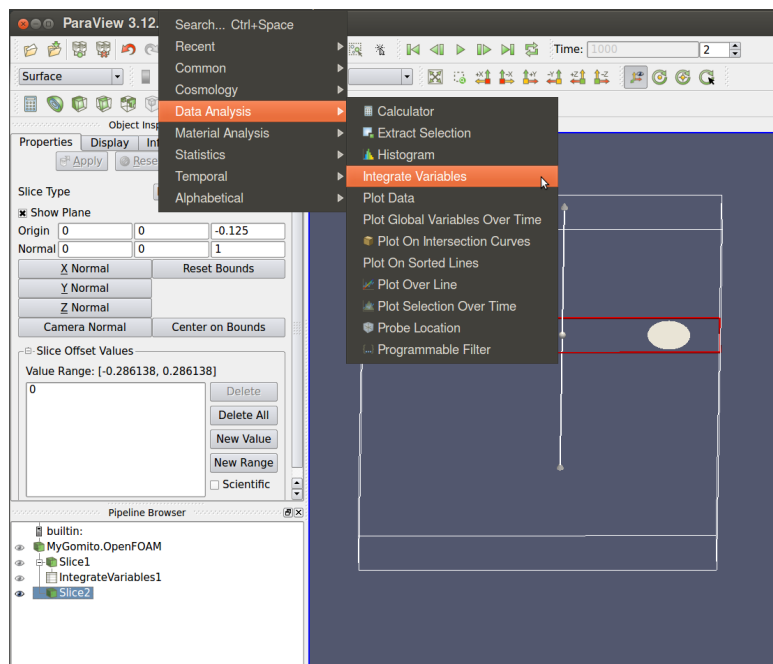 ParaView 3.12.
Search... Ctrl+Space
Recent
Common
Cosmology
Data Analysis
Material Analysis
Statistics
Temporal
Alphabetical
Time: 1000 2
Surface
Calculator
Extract Selection
Histogram
Integrate Variables
Plot Data
Plot Global Variables Over Time
Plot On Intersection Curves
Plot On Sorted Lines
Plot Over Line
Plot Selection Over Time
Probe Location
Programmable Filter
Object Insp
Properties Display Inf
Apply Rese
Slice Type
Show Plane
Origin 0 0 -0.125
Normal 0 0 1
X Normal Reset Bounds
Y Normal
Z Normal
Camera Normal Center on Bounds
Slice Offset Values
Value Range: [-0.286138, 0.286138]
0
Delete
Delete All
New Value
New Range
Scientific
Pipeline Browser
builtin:
MyGomito.OpenFOAM
Slice1
IntegrateVariables1
Slice2